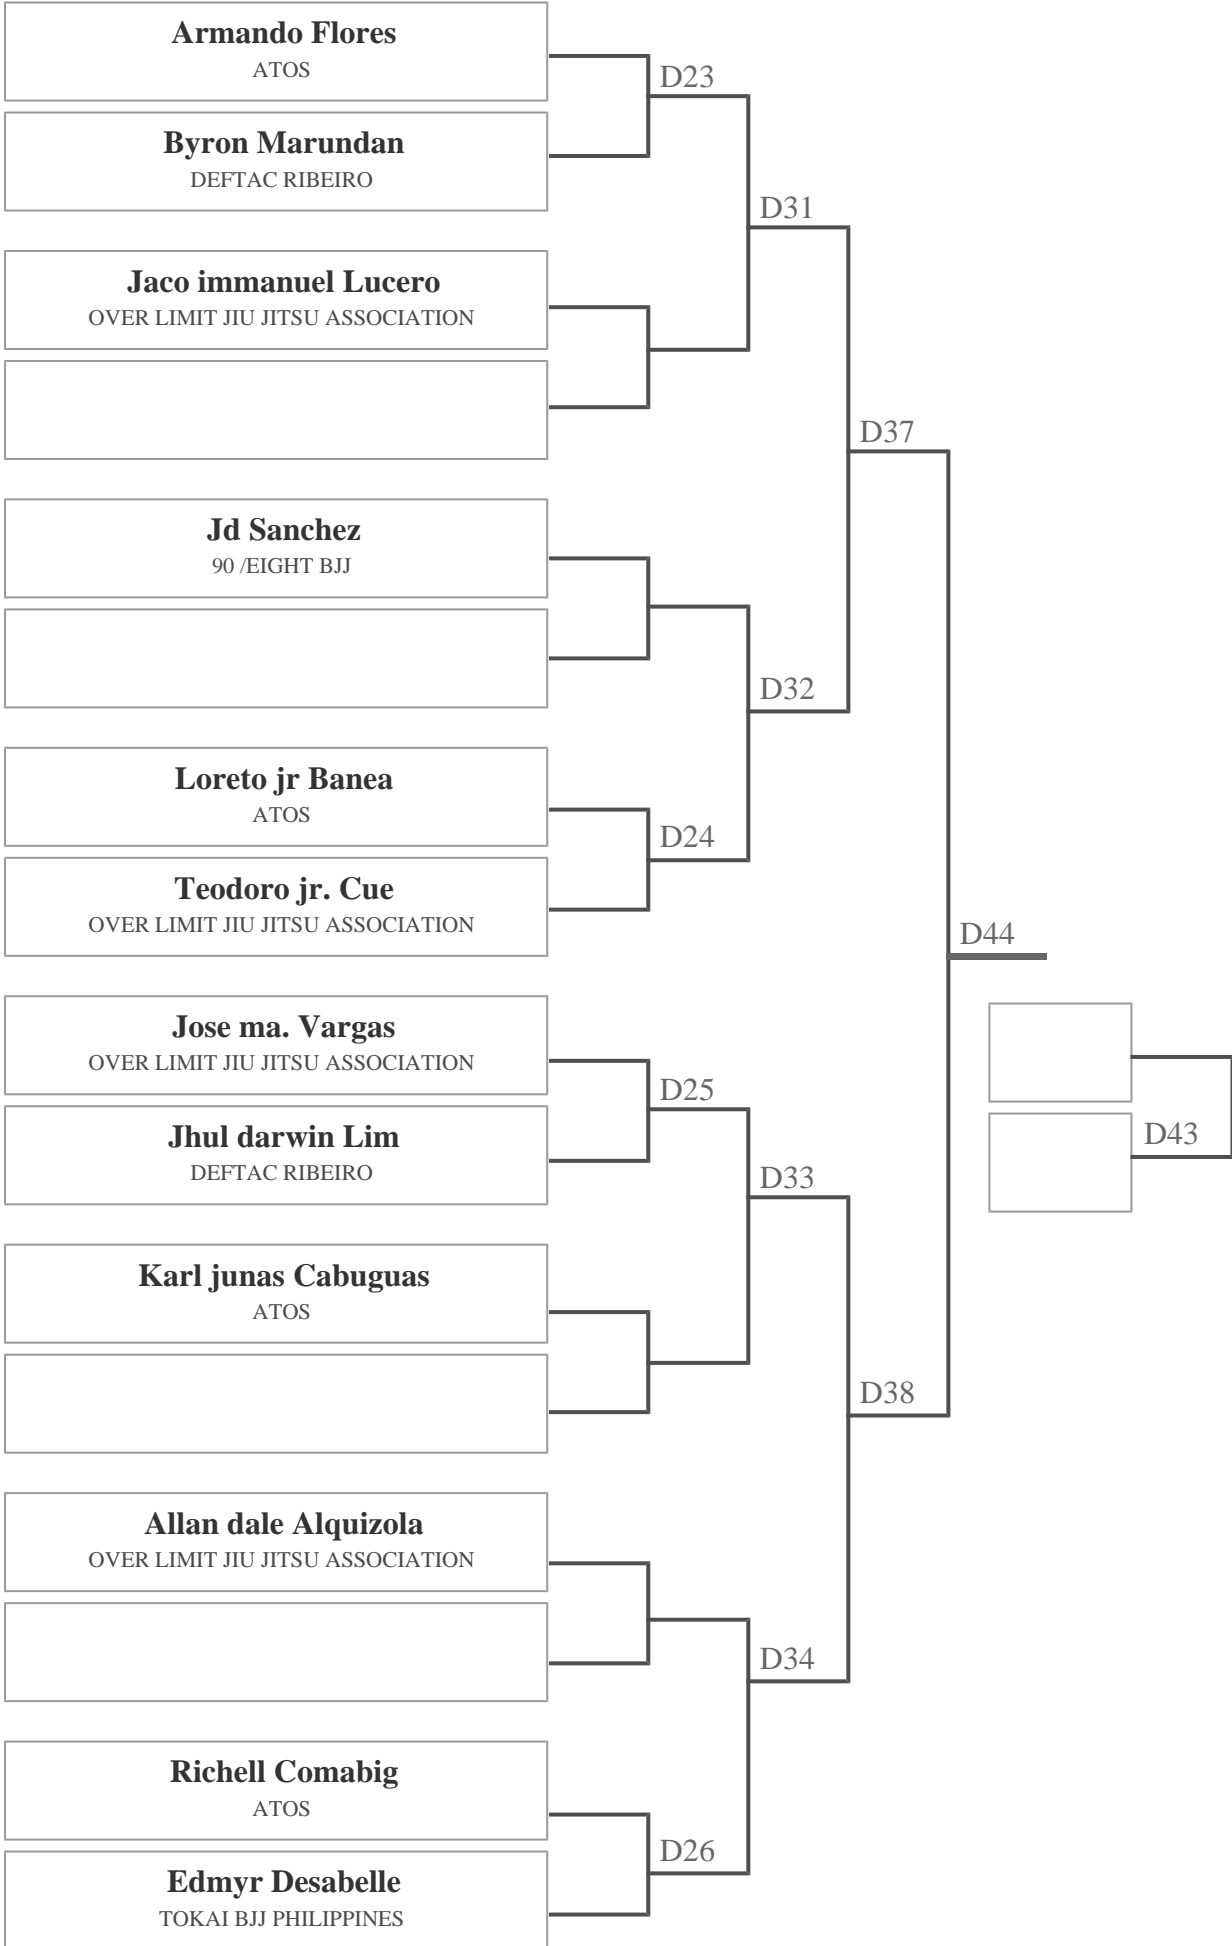 Armando Flores
ATOS
D23
Byron Marundan
DEFTAC RIBEIRO
D31
Jaco immanuel Lucero
OVER LIMIT JIU JITSU ASSOCIATION
D37
Jd Sanchez
90 /EIGHT BJJ
D32
Loreto jr Banea
ATOS
D24
Teodoro jr. Cue
OVER LIMIT JIU JITSU ASSOCIATION
D44
Jose ma. Vargas
OVER LIMIT JIU JITSU ASSOCIATION
D25
Jhul darwin Lim
DEFTAC RIBEIRO
D43
D33
Karl junas Cabuguas
ATOS
D38
Allan dale Alquizola
OVER LIMIT JIU JITSU ASSOCIATION
D34
Richell Comabig
ATOS
D26
Edmyr Desabelle
TOKAI BJJ PHILIPPINES